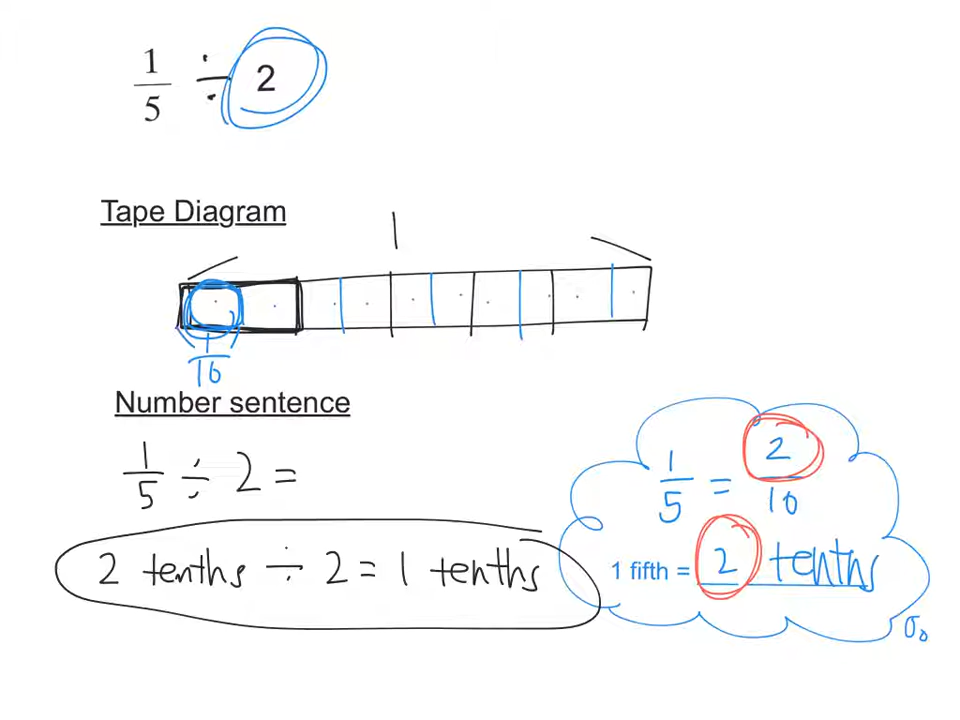 1/5 ÷ 2
Tape Diagram
1
1/10
Number sentence
1/5 ÷ 2 =
2 tenths ÷ 2 = 1 tenths
1/5 = 2/10
1 fifth = 2 tenths